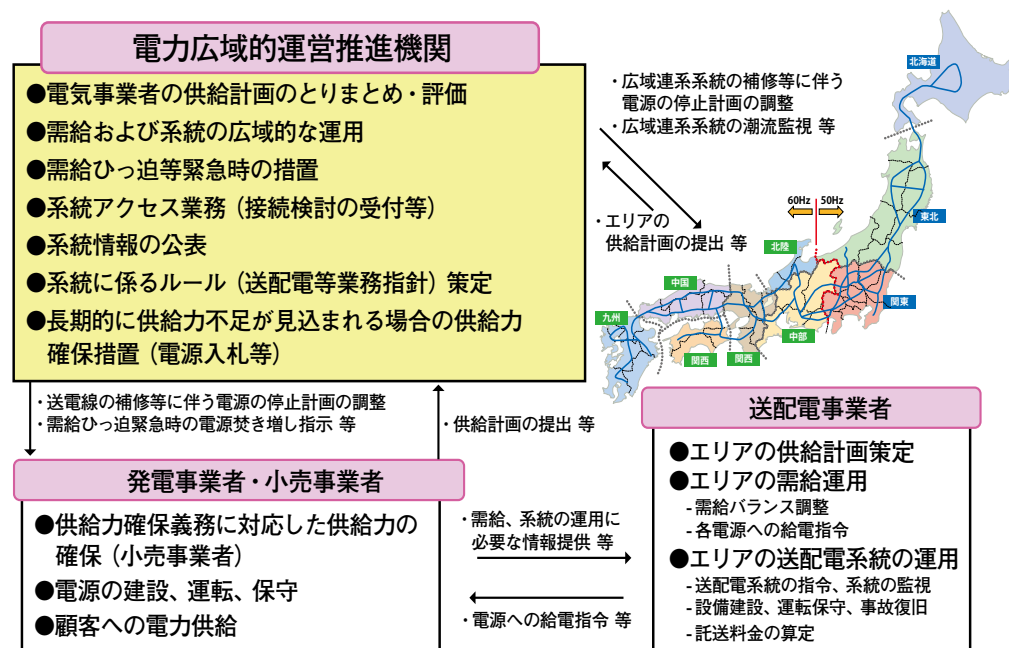 電力広域的運営推進機関
●電気事業者の供給計画のとりまとめ・評価
●需給および系統の広域的な運用
●需給ひっ迫等緊急時の措置
●系統アクセス業務（接続検討の受付等）
●系統情報の公表
●系統に係るルール（送配電等業務指針）策定
●長期的に供給力不足が見込まれる場合の供給力
確保措置（電源入札等）
・広域連系系統の補修等に伴う
電源の停止計画の調整
・広域連系系統の潮流監視 等
・エリアの
供給計画の提出 等
北海道
60Hz
50Hz
東北
北陸
中国
関東
九州
中部
関西
関西
・送電線の補修等に伴う電源の停止計画の調整
・需給ひっ迫緊急時の電源焚き増し指示 等
・供給計画の提出 等
発電事業者・小売事業者
●供給力確保義務に対応した供給力の
確保（小売事業者）
●電源の建設、運転、保守
●顧客への電力供給
・需給、系統の運用に
必要な情報提供 等
・電源への給電指令 等
送配電事業者
●エリアの供給計画策定
●エリアの需給運用
- 需給バランス調整
- 各電源への給電指令
●エリアの送配電系統の運用
- 送配電系統の指令、系統の監視
- 設備建設、運転保守、事故復旧
- 託送料金の算定